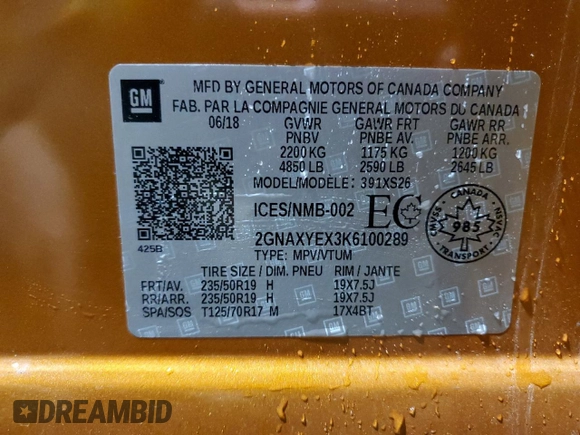 GM
MFD BY GENERAL MOTORS OF CANADA COMPANY
FAB. PAR LA COMPAGNIE GENERAL MOTORS DU CANADA
06/18 GVWR GAWR FRT GAWR RR
PNBV PNBE AV. PNBE ARR.
2200 KG 1175 KG 1200 KG
4850 LB 2590 LB 2645 LB
MODEL/MODÈLE: 391XS26
ICES/NMB-002 EC
CANADA
985
TRANSPORT
425B
2GNAXYEX3K6100289
TYPE: MPV/VTUM
TIRE SIZE / DIM. PNEU RIM / JANTE
FRT/AV. 235/50R19 H 19X7.5J
RR/ARR. 235/50R19 H 19X7.5J
SPA/SOS T125/70R17 M 17X4BT
DREAMBID